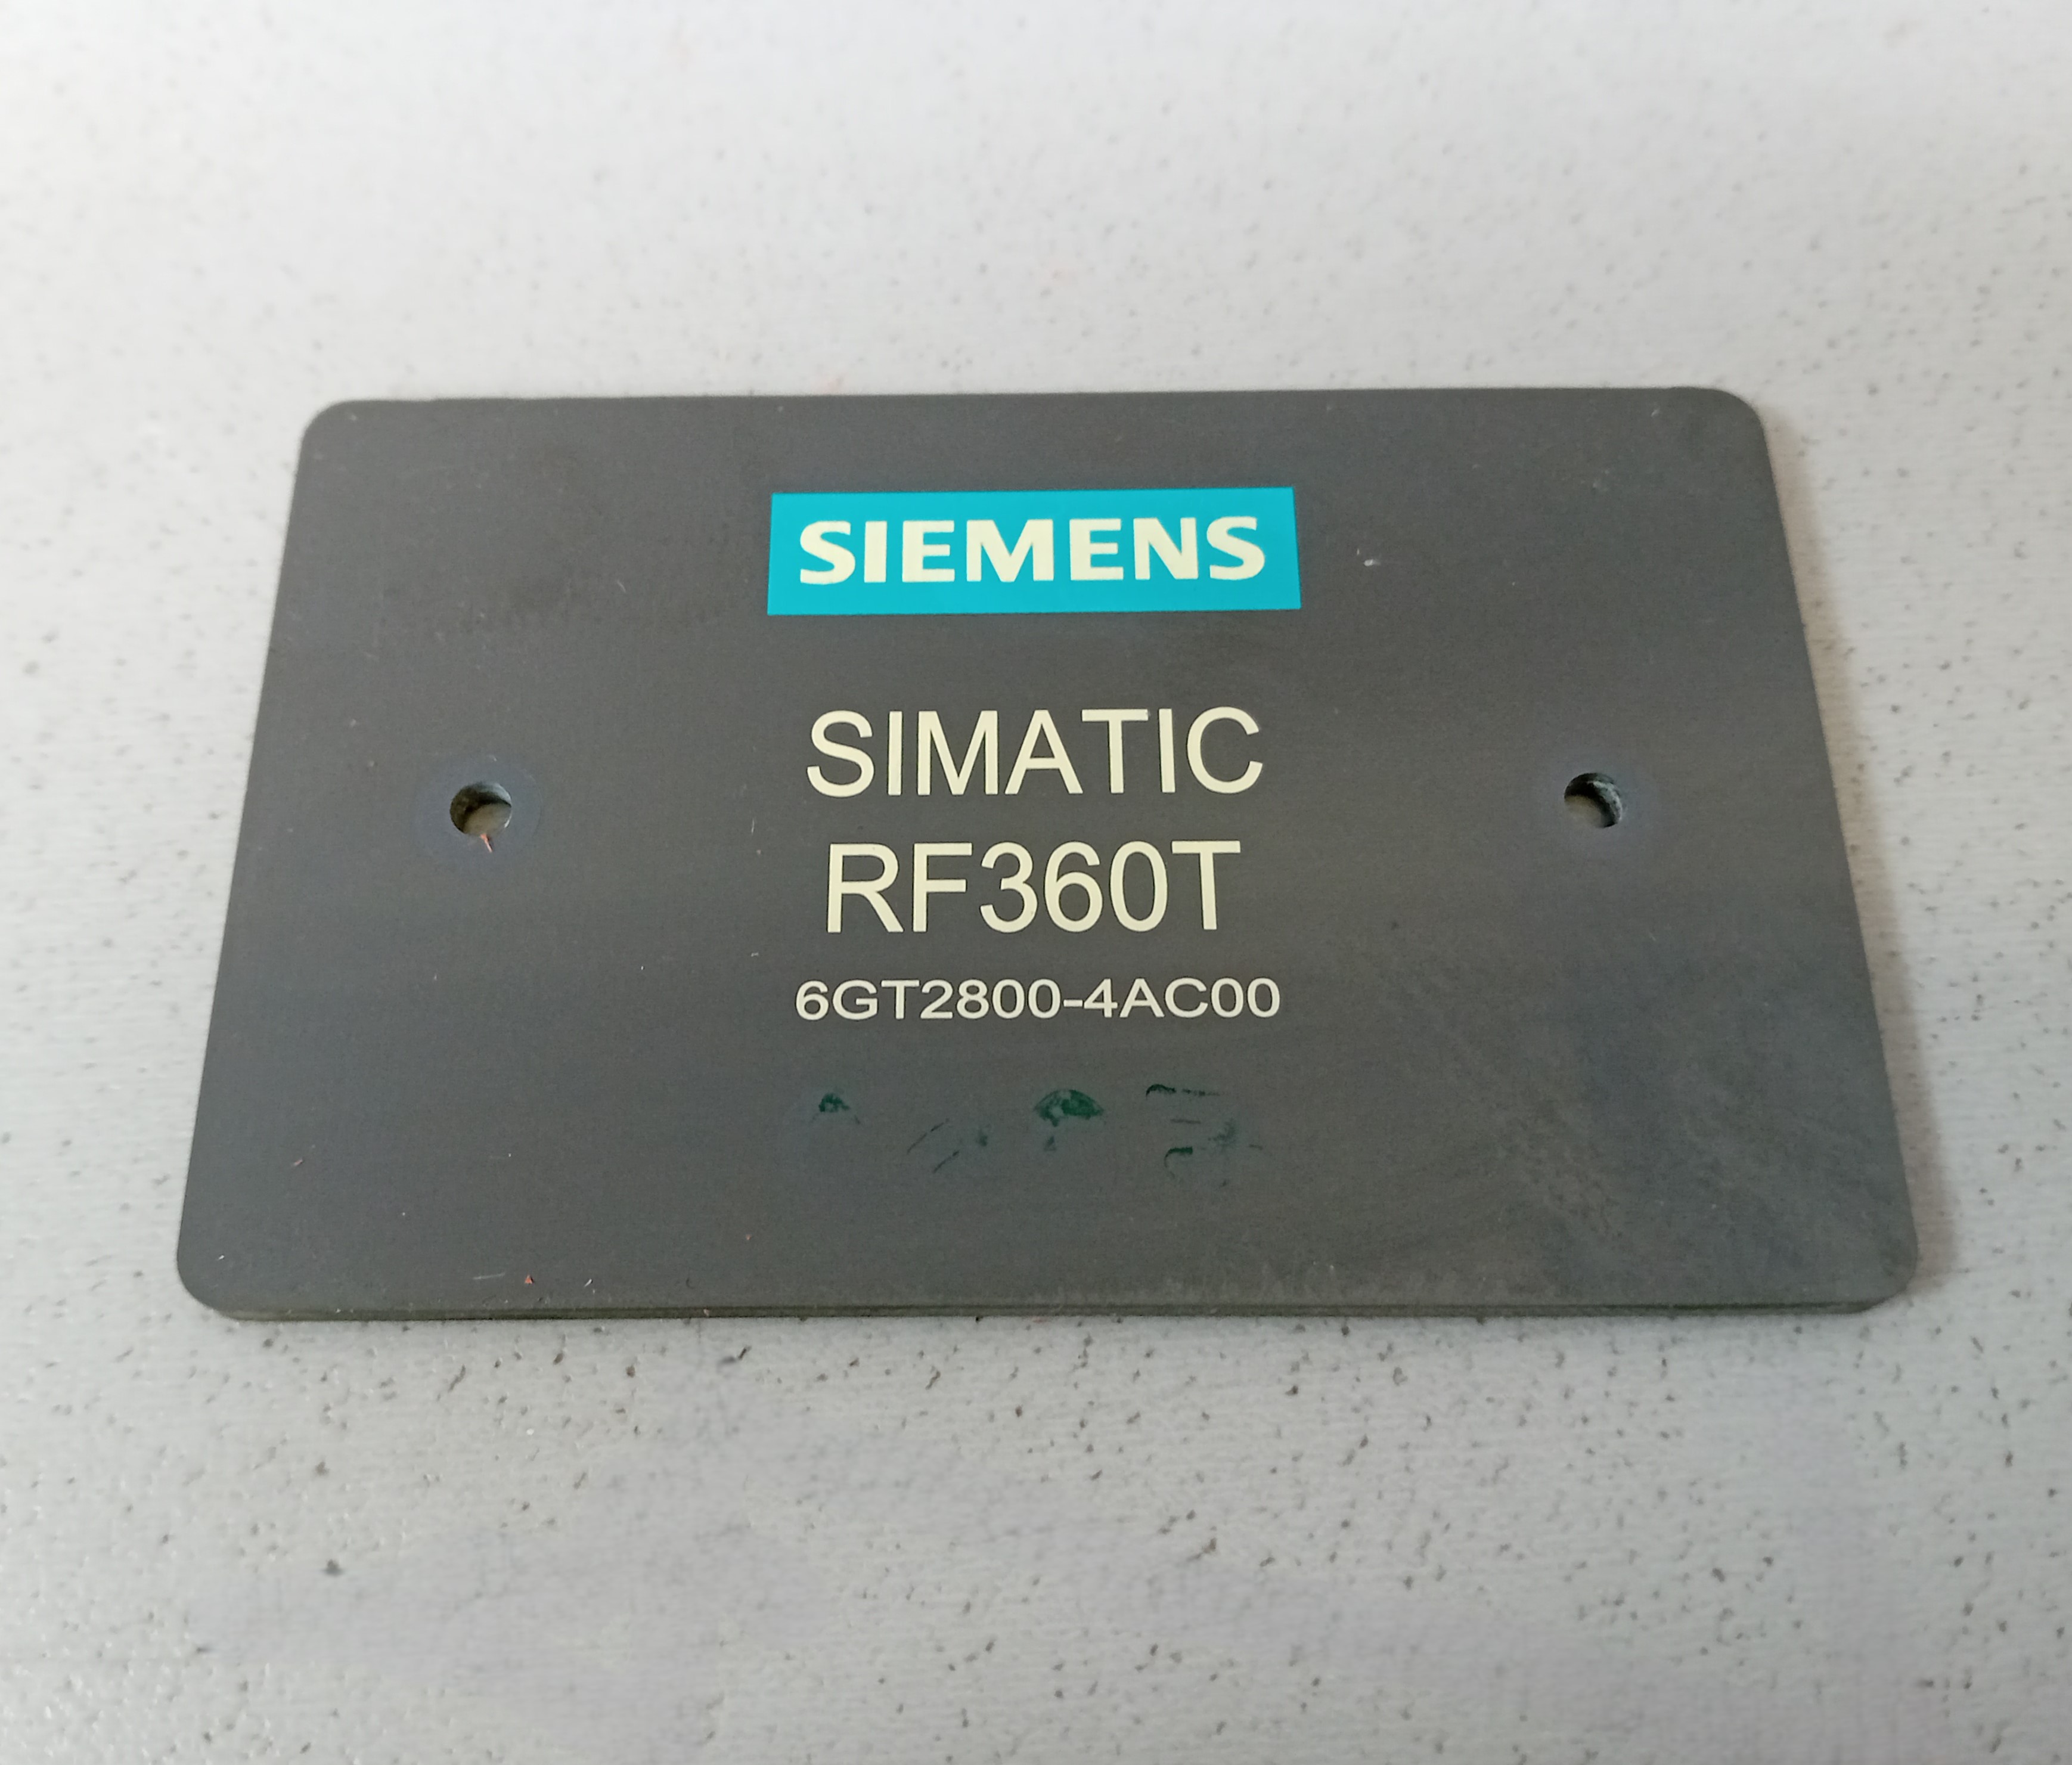 SIEMENS
SIMATIC
RF360T
6GT2800-4AC00